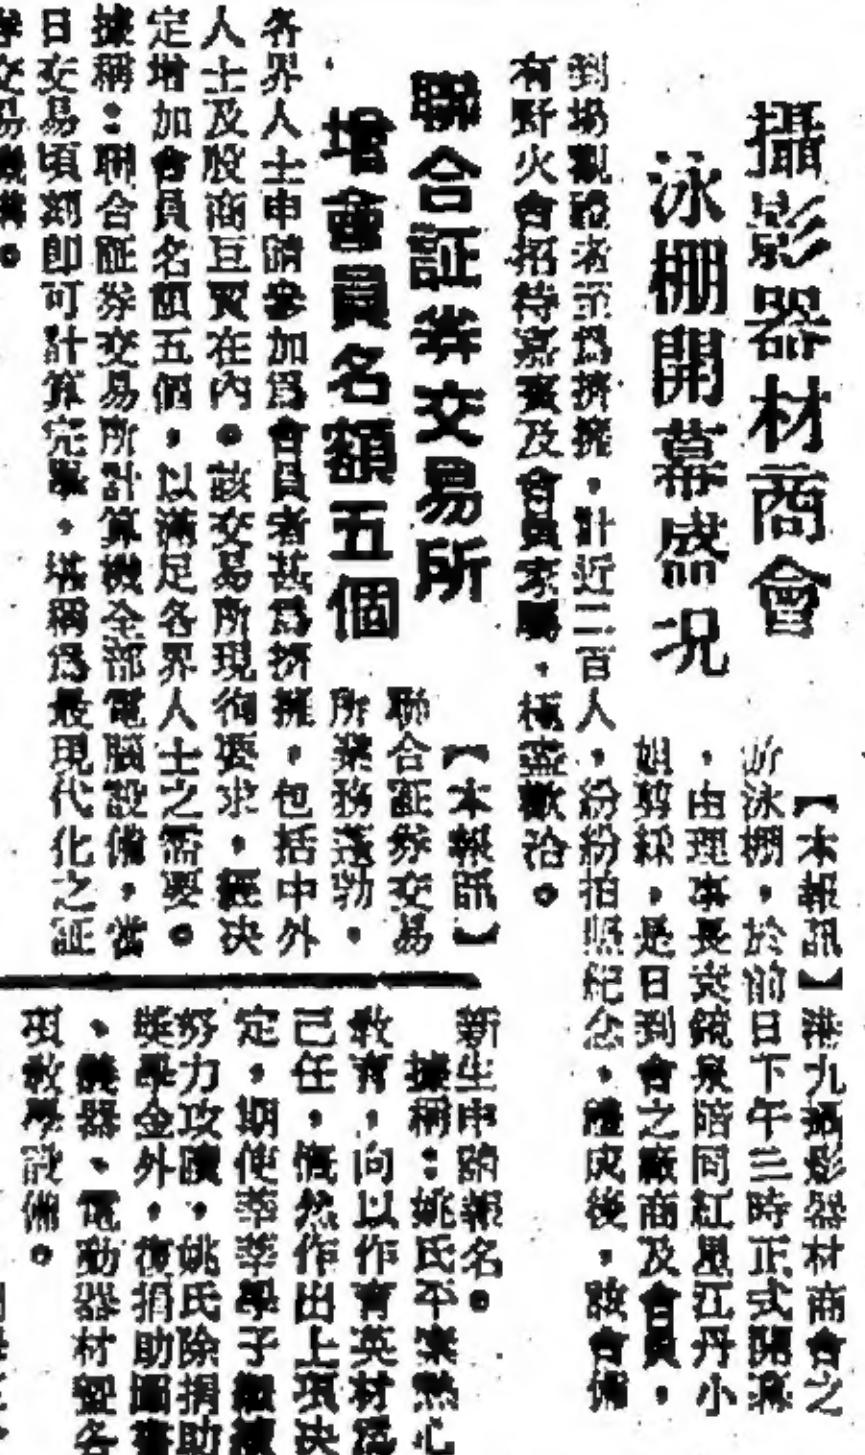 攝影器材商會
泳棚開幕盛况
【本報訊】港九攝影器材商會之
新泳棚，於前日下午三時正式開幕
，由理事長袁鏡泉陪同紅星江丹小
姐剪綵，是日到會之廠商及會員，
到場觀禮者至爲擠擁，計近二百人，紛紛拍照紀念，禮成後，該會備
有野火會招待嘉賓及會員家屬，極盡歡洽。
聯合証券交易所
增會員名額五個
【本報訊】
聯合証券交易
所業務蓬勃，
各界人士申請參加爲會員者甚爲擠擁，包括中外
人士及殷商巨賈在內。該交易所現徇要求，經决
定增加會員名額五個，以滿足各界人士之需要。
據稱：聯合証券交易所計算機全部電腦設備，當
日交易頃刻即可計算完畢，堪稱爲最現代化之証
券交易機構。
新生申請報名。
據稱：姚氏平素熱心
教育，向以作育英材爲
己任，慨然作出上項決
定，期使莘莘學子繼續
努力攻讀，姚氏除捐助
獎學金外，復捐助圖書
、儀器、電動器材暨各
項教學設備。